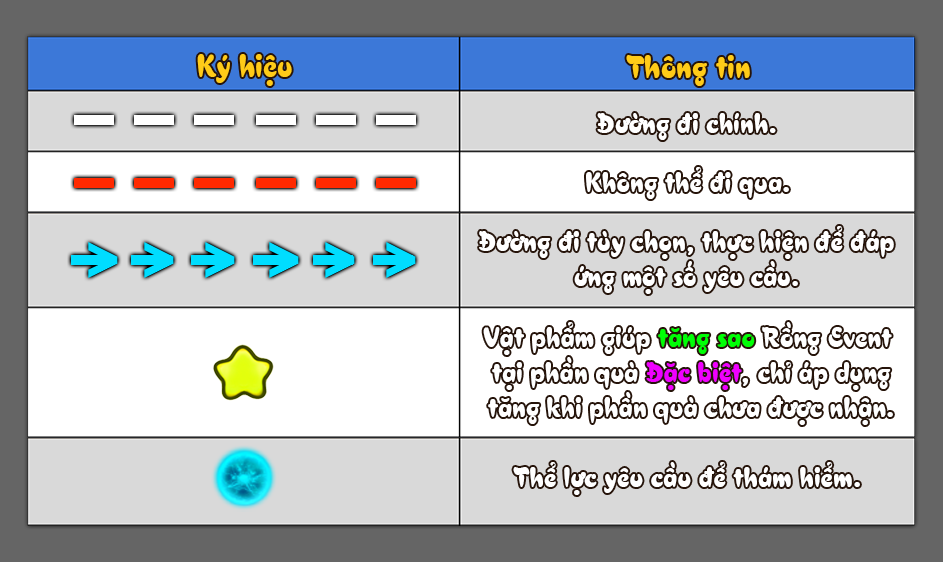 Ký hiệu
Thông tin
Đường đi chính.
Không thể đi qua.
Đường đi tùy chọn, thực hiện để đáp
ứng một số yêu cầu.
Vật phẩm giúp tăng sao Rồng Event
tại phần quà Đặc biệt, chỉ áp dụng
tăng khi phần quà chưa được nhận.
Thể lực yêu cầu để thám hiểm.